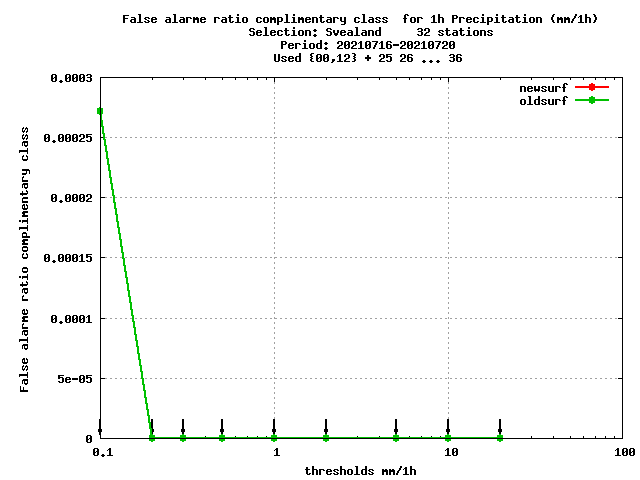 False alarme ratio complimentary class  for 1h Precipitation (mm/1h)
Selection: Svealand     32 stations
Period: 20210716-20210720
Used {00,12} + 25 26 ... 36
newsurf
oldsurf
False alarme ratio complimentary class
0.0003
0.00025
0.0002
0.00015
0.0001
5e-05
0
0.1 1 10 100
thresholds mm/1h